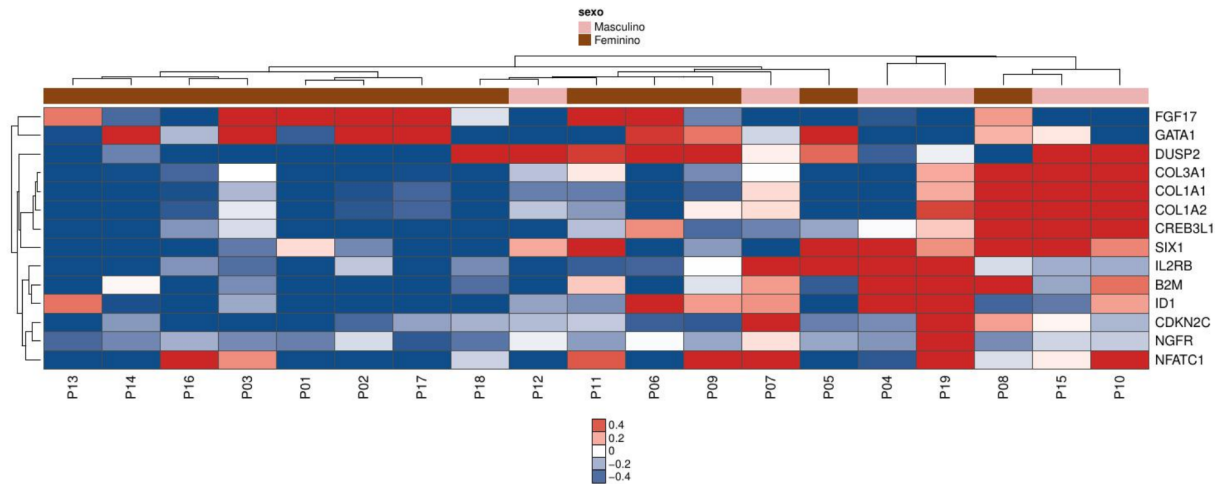 sexo
Masculino
Feminino
FGF17
GATA1
DUSP2
COL3A1
COL1A1
COL1A2
CREB3L1
SIX1
IL2RB
B2M
ID1
CDKN2C
NGFR
NFATC1
P13 P14 P16 P03 P01 P02 P17 P18 P12 P11 P06 P09 P07 P05 P04 P19 P08 P15 P10
0.4
0.2
0
−0.2
−0.4